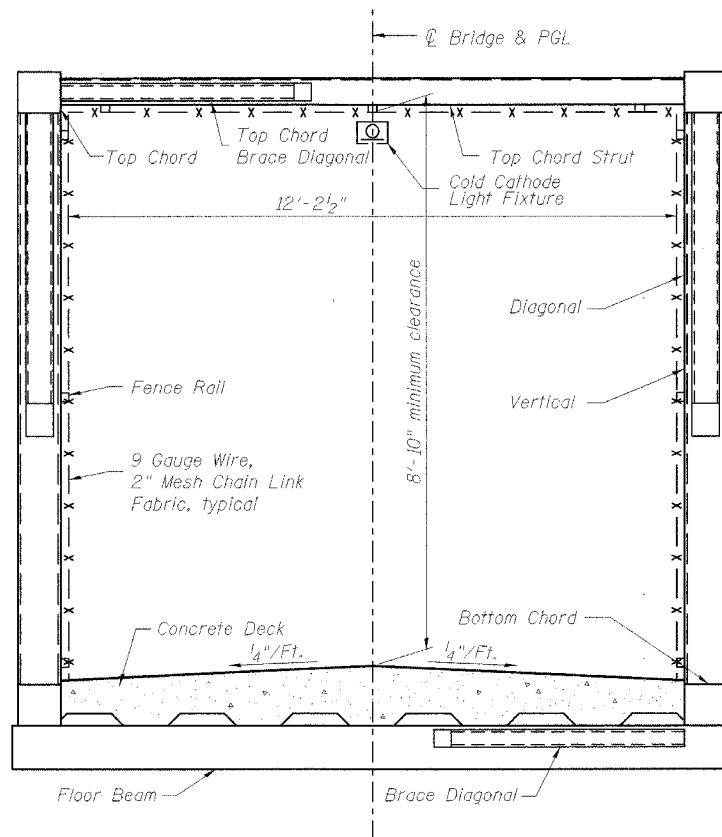 ℄ Bridge & PGL
Top Chord
Top Chord
Brace Diagonal
Top Chord Strut
Cold Cathode
Light Fixture
12'-2½"
8'-10" minimum clearance
Diagonal
Fence Rail
Vertical
9 Gauge Wire,
2" Mesh Chain Link
Fabric, typical
Bottom Chord
Concrete Deck
¼"/Ft.
¼"/Ft.
Floor Beam
Brace Diagonal